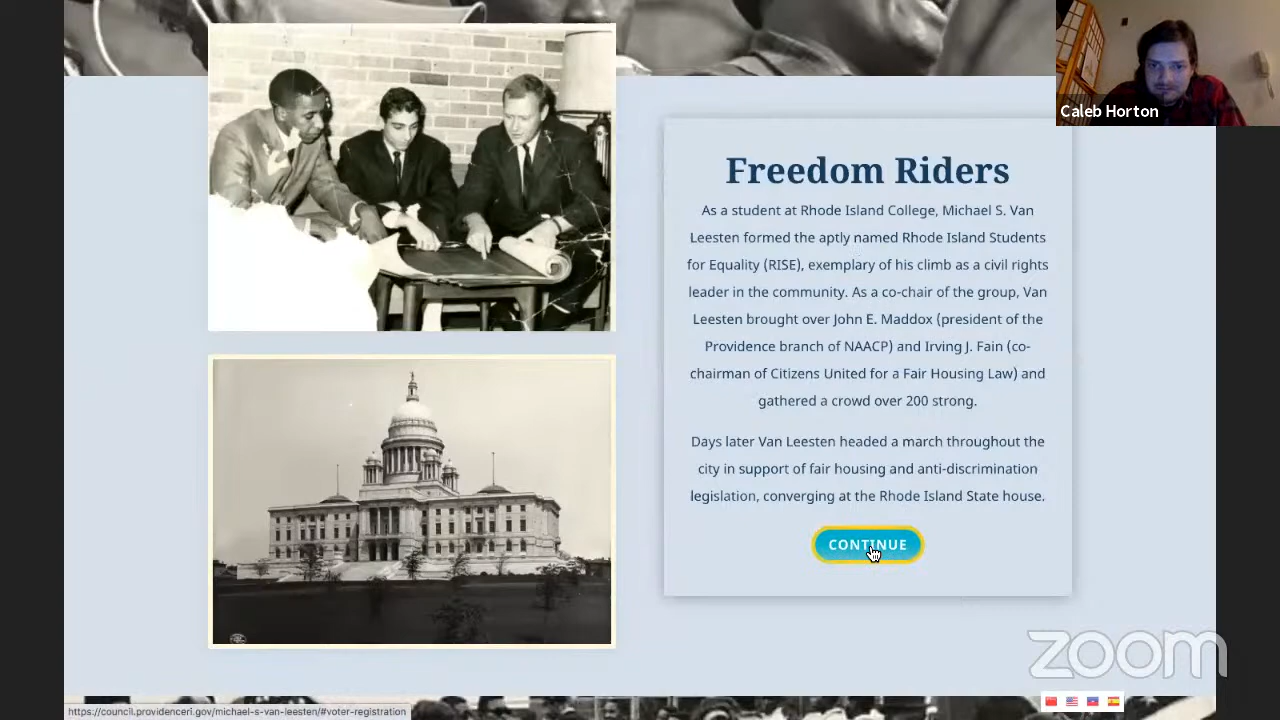 Caleb Horton
Freedom Riders
As a student at Rhode Island College, Michael S. Van
Leesten formed the aptly named Rhode Island Students
for Equality (RISE), exemplary of his climb as a civil rights
leader in the community. As a co-chair of the group, Van
Leesten brought over John E. Maddox (president of the
Providence branch of NAACP) and Irving J. Fain (co-
chairman of Citizens United for a Fair Housing Law) and
gathered a crowd over 200 strong.
Days later Van Leesten headed a march throughout the
city in support of fair housing and anti-discrimination
legislation, converging at the Rhode Island State house.
CONTINUE
zoom
https://council.providenceri.gov/michael-s-van-leesten/#voter-registration